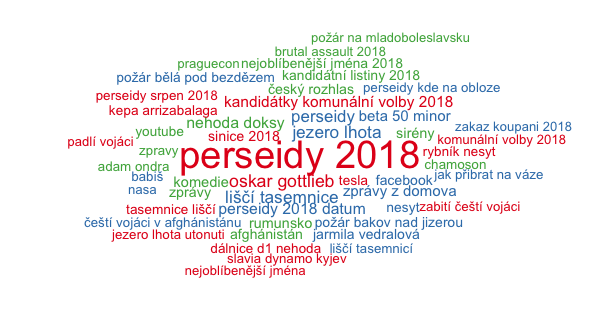 požár na mladoboleslavsku
brutal assault 2018
praguecon nejoblíbenější jména 2018
požár bělá pod bezdězem kandidátní listiny 2018
český rozhlas perseidy kde na obloze
perseidy srpen 2018 kandidátky komunální volby 2018
kepa arrizabalaga perseidy beta 50 minor
nehoda doksy zakaz koupani 2018
youtube sinice 2018 jezero lhota sirény
padlí vojáci komunální volby 2018
zpravy perseidy 2018 rybník nesyt
adam ondra chamoson
babiš komedie oskar gottlieb tesla facebook jak přibrat na váze
nasa zprávy liščí tasemnice zprávy z domova
tasemnice liščí perseidy 2018 datum nesyt zabití čeští vojáci
čeští vojáci v afghánistánu rumunsko požár bakov nad jizerou
jezero lhota utonuti afghánistán jarmila vedralová
dálnice d1 nehoda liščí tasemnicí
slavia dynamo kyjev
nejoblíbenější jména